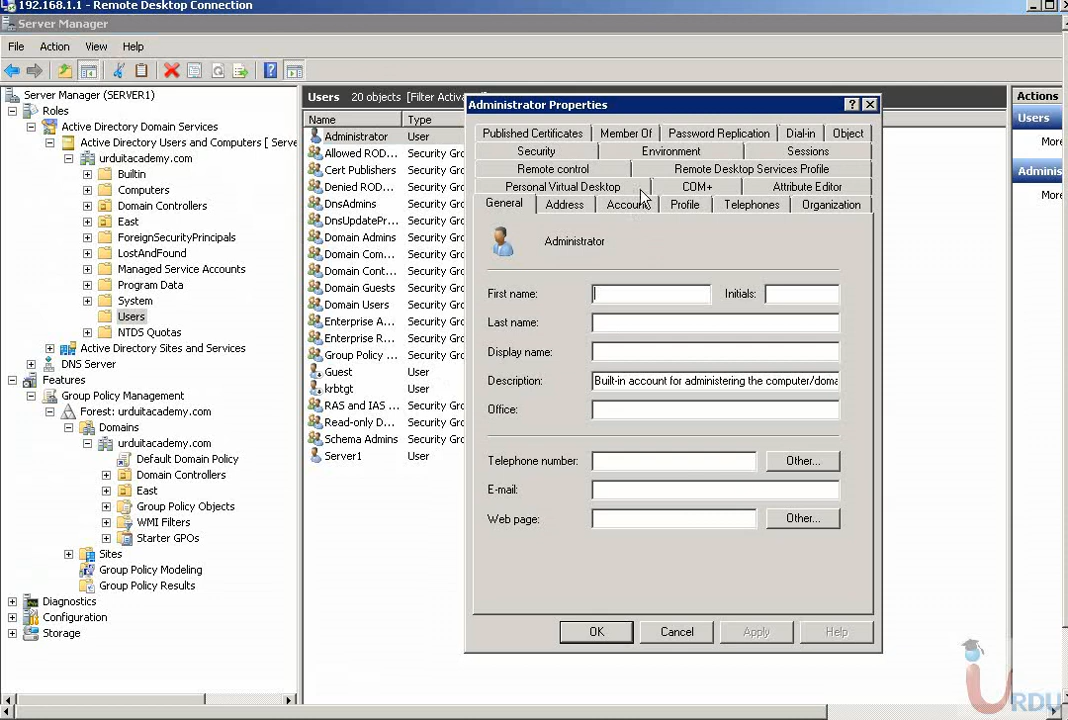 192.168.1.1 - Remote Desktop Connection
Server Manager
File Action View Help
Server Manager (SERVER1)
Roles
Active Directory Domain Services
Active Directory Users and Computers [ Serve
urduitacademy.com
Builtin
Computers
Domain Controllers
East
ForeignSecurityPrincipals
LostAndFound
Managed Service Accounts
Program Data
System
Users
NTDS Quotas
Active Directory Sites and Services
DNS Server
Features
Group Policy Management
Forest: urduitacademy.com
Domains
urduitacademy.com
Default Domain Policy
Domain Controllers
East
Group Policy Objects
WMI Filters
Starter GPOs
Sites
Group Policy Modeling
Group Policy Results
Diagnostics
Configuration
Storage
Users 20 objects [Filter Activa
Name Type
Administrator User
Allowed ROD... Security Gro
Cert Publishers Security Gro
Denied ROD... Security Gro
DnsAdmins Security Gro
DnsUpdatePr... Security Gro
Domain Admins Security Gro
Domain Com... Security Gro
Domain Cont... Security Gro
Domain Guests Security Gro
Domain Users Security Gro
Enterprise A... Security Gro
Enterprise R... Security Gro
Group Policy ... Security Gro
Guest User
krbtgt User
RAS and IAS ... Security Gro
Read-only D... Security Gro
Schema Admins Security Gro
Server1 User
Administrator Properties
Published Certificates Member Of Password Replication Dial-in Object
Security Environment Sessions
Remote control Remote Desktop Services Profile
Personal Virtual Desktop COM+ Attribute Editor
General Address Account Profile Telephones Organization
Administrator
First name: Initials:
Last name:
Display name:
Description: Built-in account for administering the computer/doma
Office:
Telephone number: Other...
E-mail:
Web page: Other...
OK Cancel Apply Help
Actions
Users
More
Adminis
More
URDU